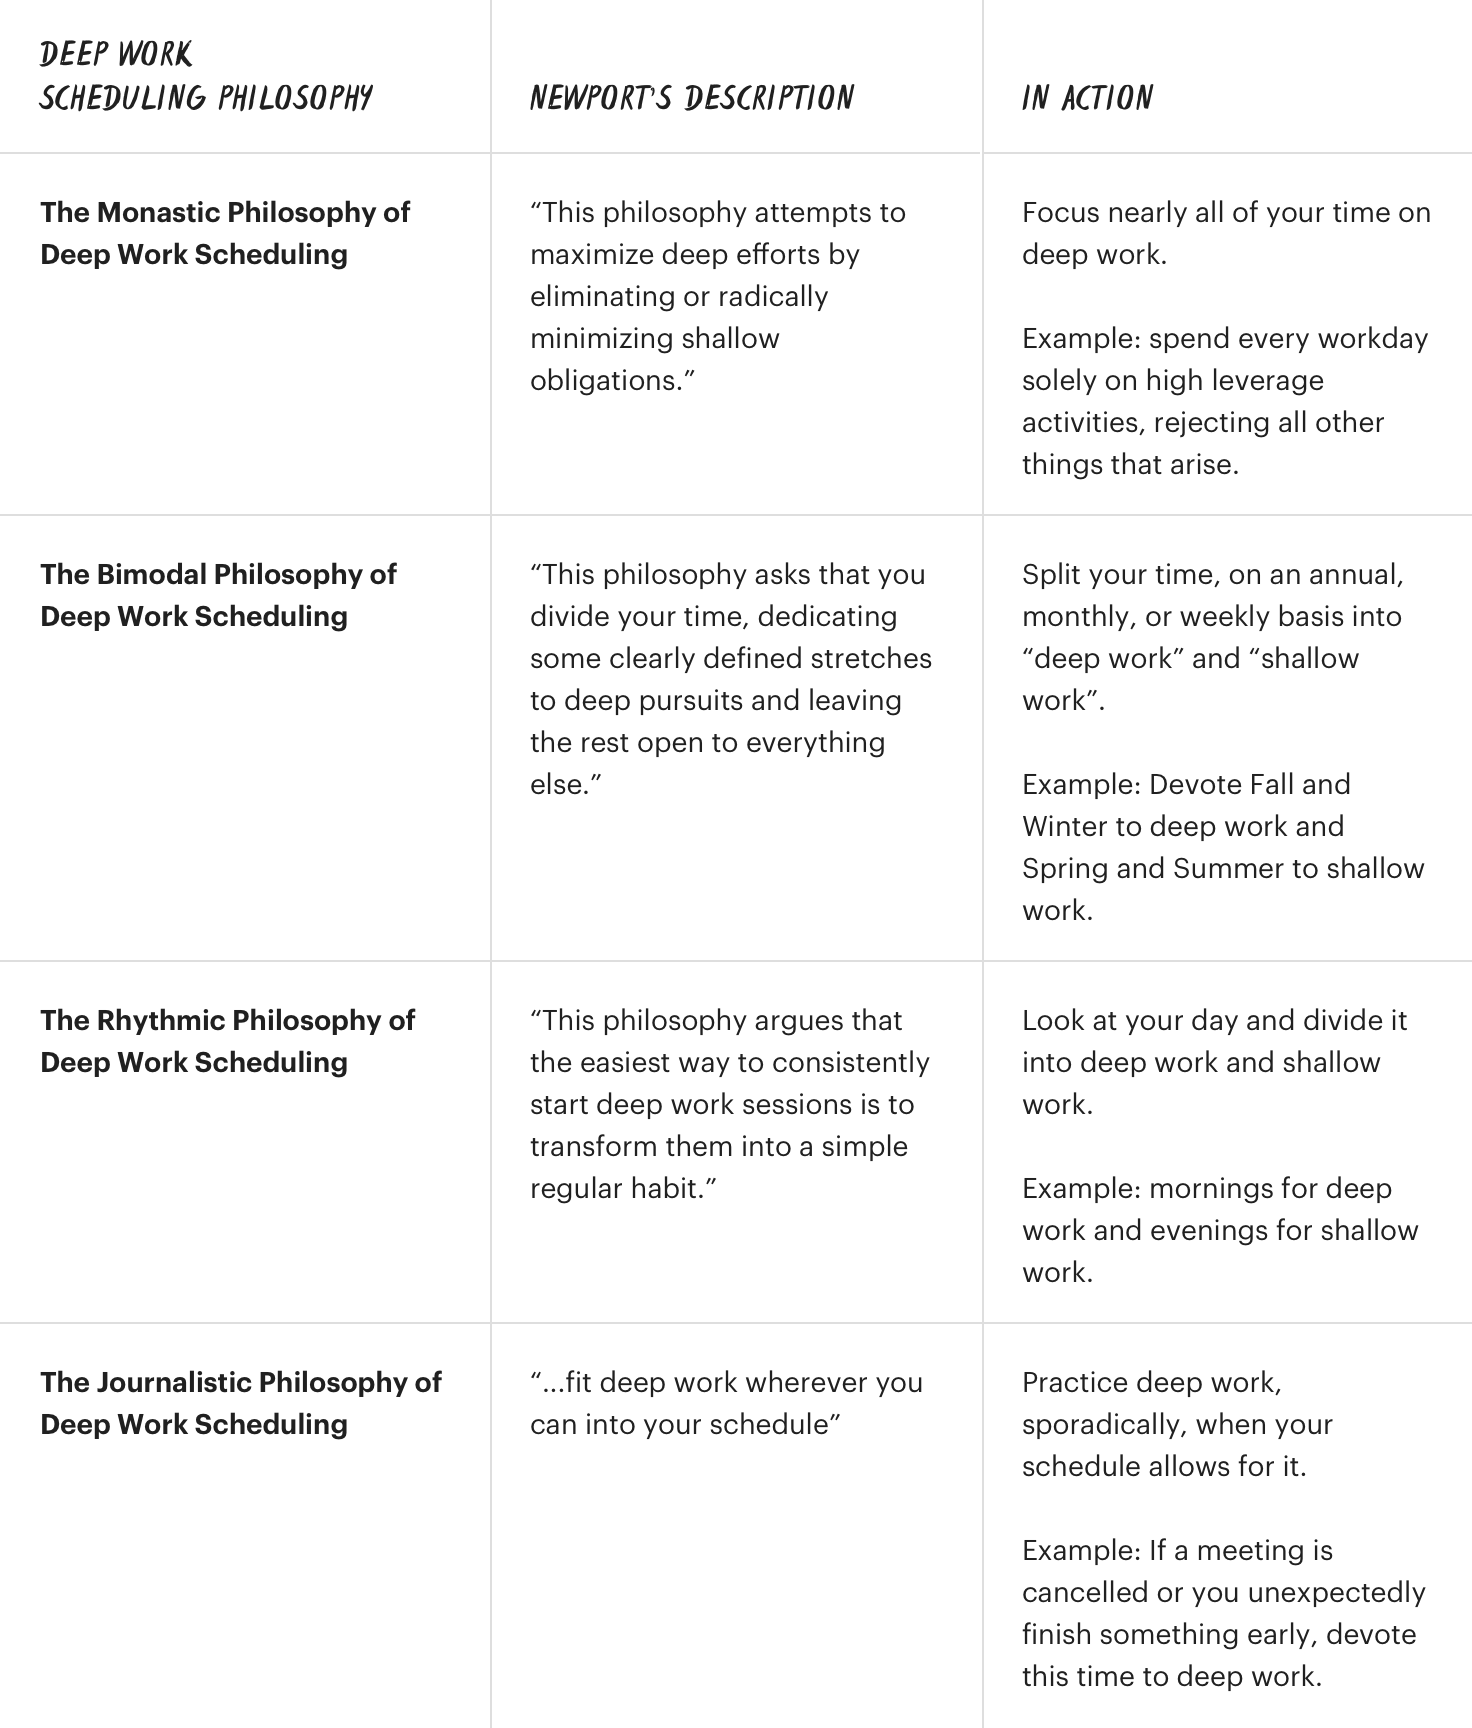 DEEP WORK
SCHEDULING PHILOSOPHY
NEWPORT'S DESCRIPTION
IN ACTION
The Monastic Philosophy of
Deep Work Scheduling
“This philosophy attempts to
maximize deep efforts by
eliminating or radically
minimizing shallow
obligations.”
Focus nearly all of your time on
deep work.
Example: spend every workday
solely on high leverage
activities, rejecting all other
things that arise.
The Bimodal Philosophy of
Deep Work Scheduling
“This philosophy asks that you
divide your time, dedicating
some clearly defined stretches
to deep pursuits and leaving
the rest open to everything
else.”
Split your time, on an annual,
monthly, or weekly basis into
“deep work” and “shallow
work”.
Example: Devote Fall and
Winter to deep work and
Spring and Summer to shallow
work.
The Rhythmic Philosophy of
Deep Work Scheduling
“This philosophy argues that
the easiest way to consistently
start deep work sessions is to
transform them into a simple
regular habit.”
Look at your day and divide it
into deep work and shallow
work.
Example: mornings for deep
work and evenings for shallow
work.
The Journalistic Philosophy of
Deep Work Scheduling
“...fit deep work wherever you
can into your schedule”
Practice deep work,
sporadically, when your
schedule allows for it.
Example: If a meeting is
cancelled or you unexpectedly
finish something early, devote
this time to deep work.